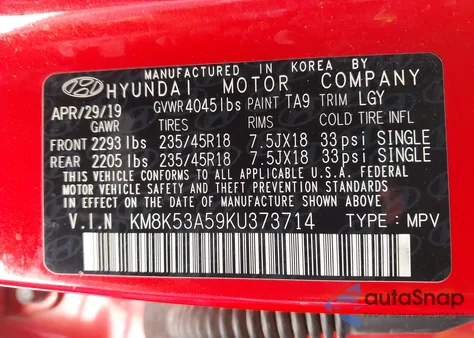 MANUFACTURED IN KOREA BY
HYUNDAI MOTOR COMPANY
APR/29/19 GVWR 4045lbs PAINT TA9 TRIM LGY
GAWR TIRES RIMS COLD TIRE INFL
FRONT 2293 lbs 235/45R18 7.5JX18 33psi SINGLE
REAR 2205 lbs 235/45R18 7.5JX18 33psi SINGLE
THIS VEHICLE CONFORMS TO ALL APPLICABLE U.S.A. FEDERAL
MOTOR VEHICLE SAFETY, BUMPER, AND THEFT PREVENTION
STANDARDS IN EFFECT ON THE DATE OF MANUFACTURE SHOWN ABOVE.
V.I.N KM8K53A59KU373714 TYPE: MPV
autoSnap